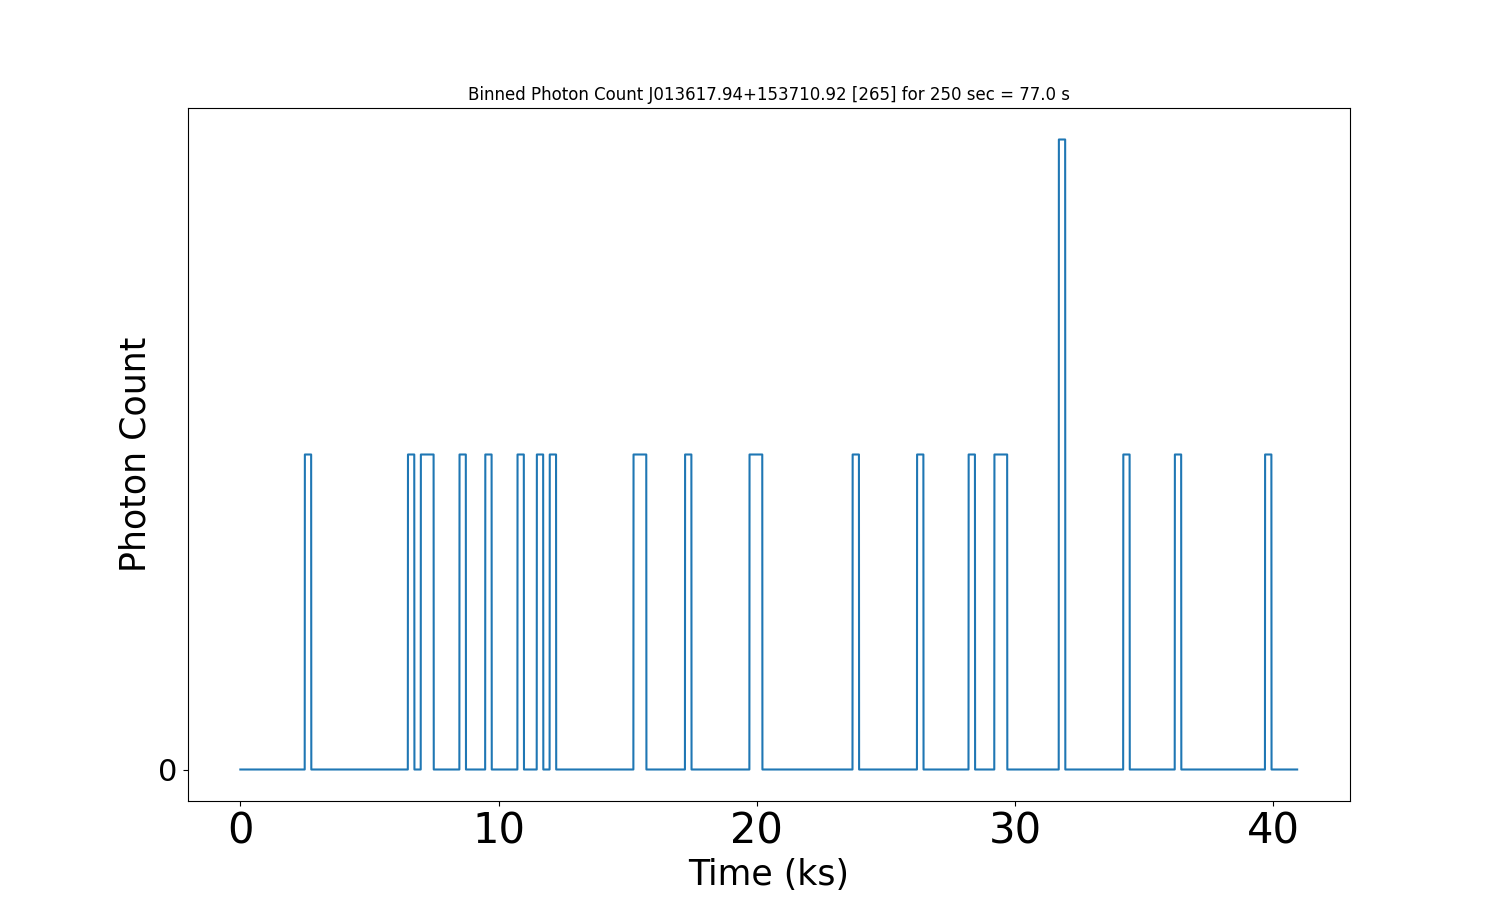 Binned Photon Count J013617.94+153710.92 [265] for 250 sec = 77.0 s
Photon Count
0
0 10 20 30 40
Time (ks)